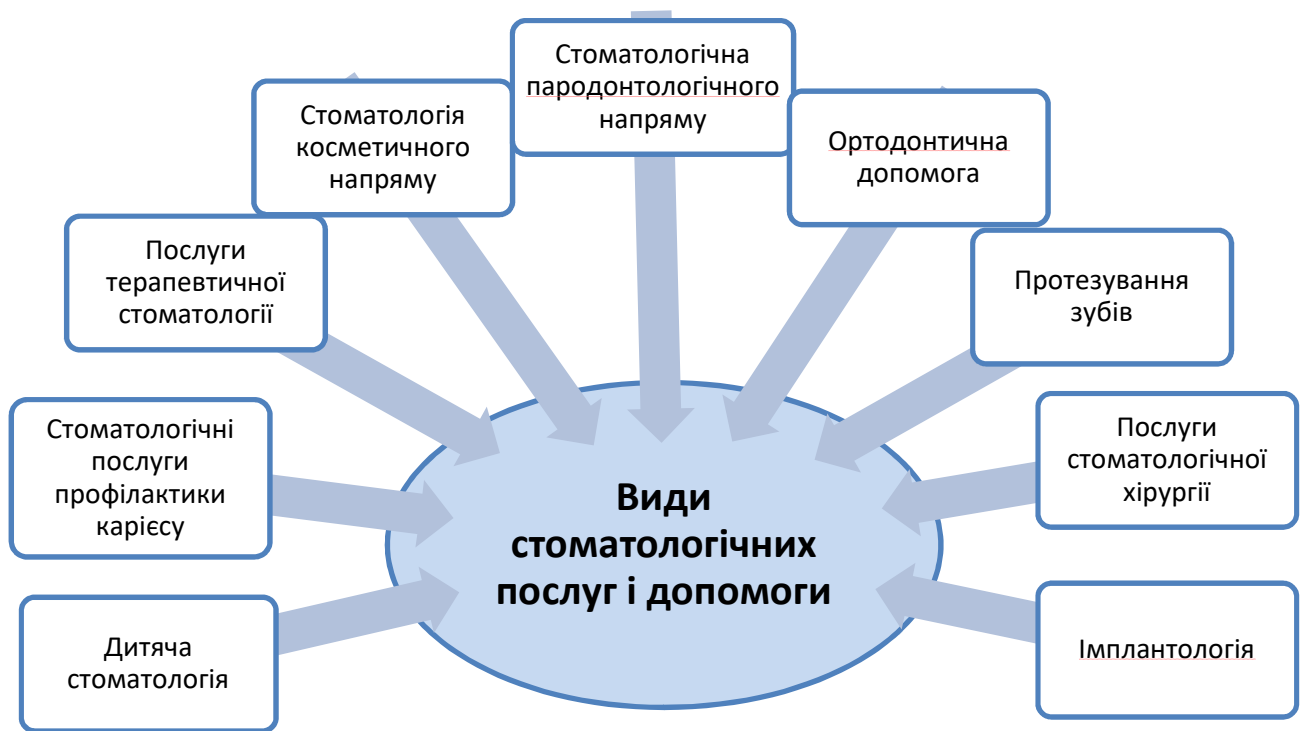 Стоматологічна
пародонтологічного
напряму
Стоматологія
косметичного
напряму
Ортодонтична
допомога
Послуги
терапевтичної
стоматології
Протезування
зубів
Стоматологічні
послуги
профілактики
карієсу
Послуги
стоматологічної
хірургії
Види
стоматологічних
послуг і допомоги
Дитяча
стоматологія
Імплантологія